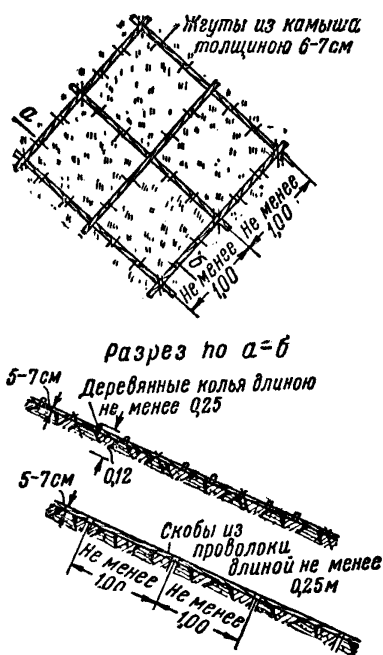 Жгуты из камыша
толщиною 6-7см
а
б
Не менее
1,00
Не менее
1,00
Разрез по а=б
5-7см
Деревянные колья длиною
не менее 0,25
0,12
5-7см
Скобы из
проволоки
длиной не менее
0,25м
Не менее
1,00
Не менее
1,00